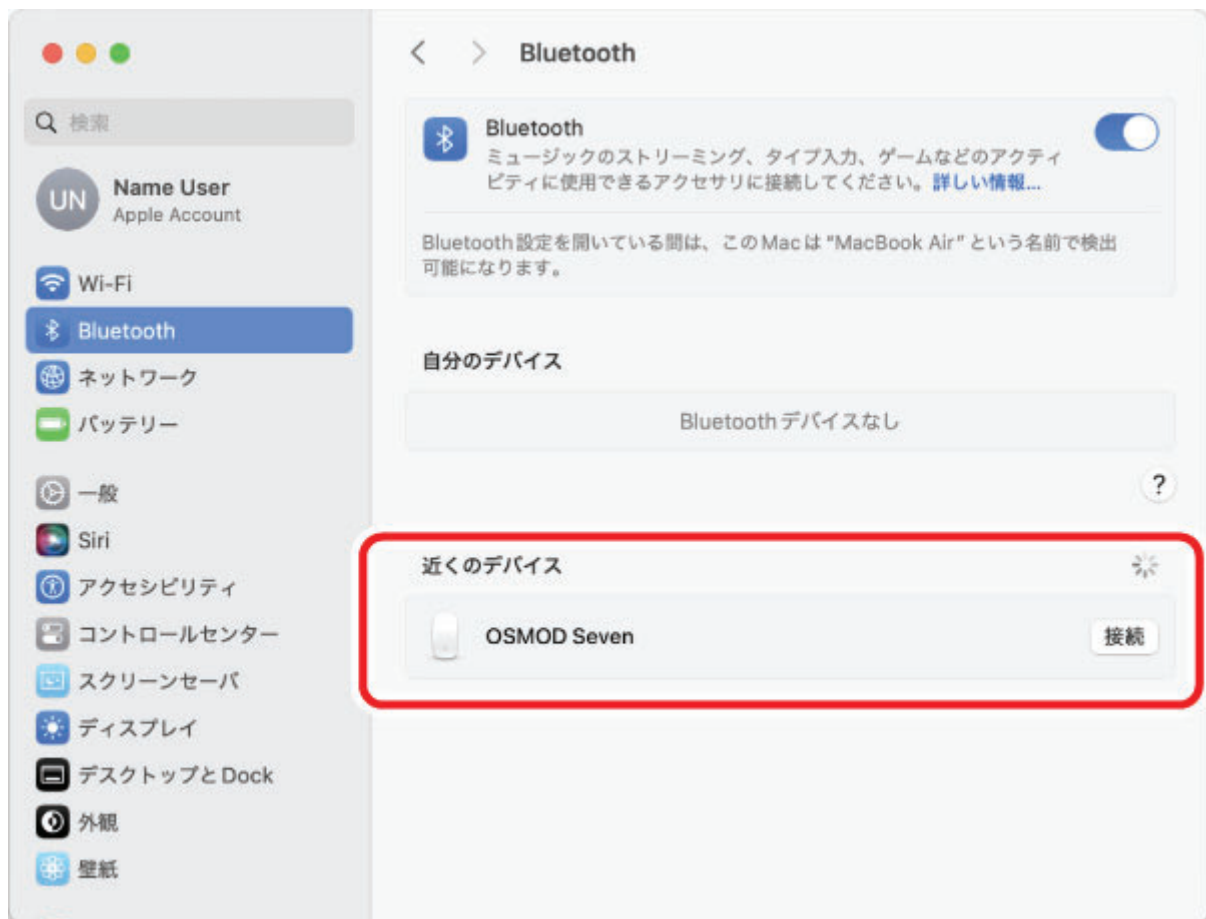 Bluetooth
検索
Name User
UN
Apple Account
Wi-Fi
Bluetooth
ネットワーク
バッテリー
一般
Siri
アクセシビリティ
コントロールセンター
スクリーンセーバ
ディスプレイ
デスクトップとDock
外観
壁紙
Bluetooth
ミュージックのストリーミング、タイプ入力、ゲームなどのアクティ
ビティに使用できるアクセサリに接続してください。詳しい情報...
Bluetooth設定を開いている間は、このMacは"MacBook Air"という名前で検出
可能になります。
自分のデバイス
Bluetoothデバイスなし
?
近くのデバイス
OSMOD Seven
接続